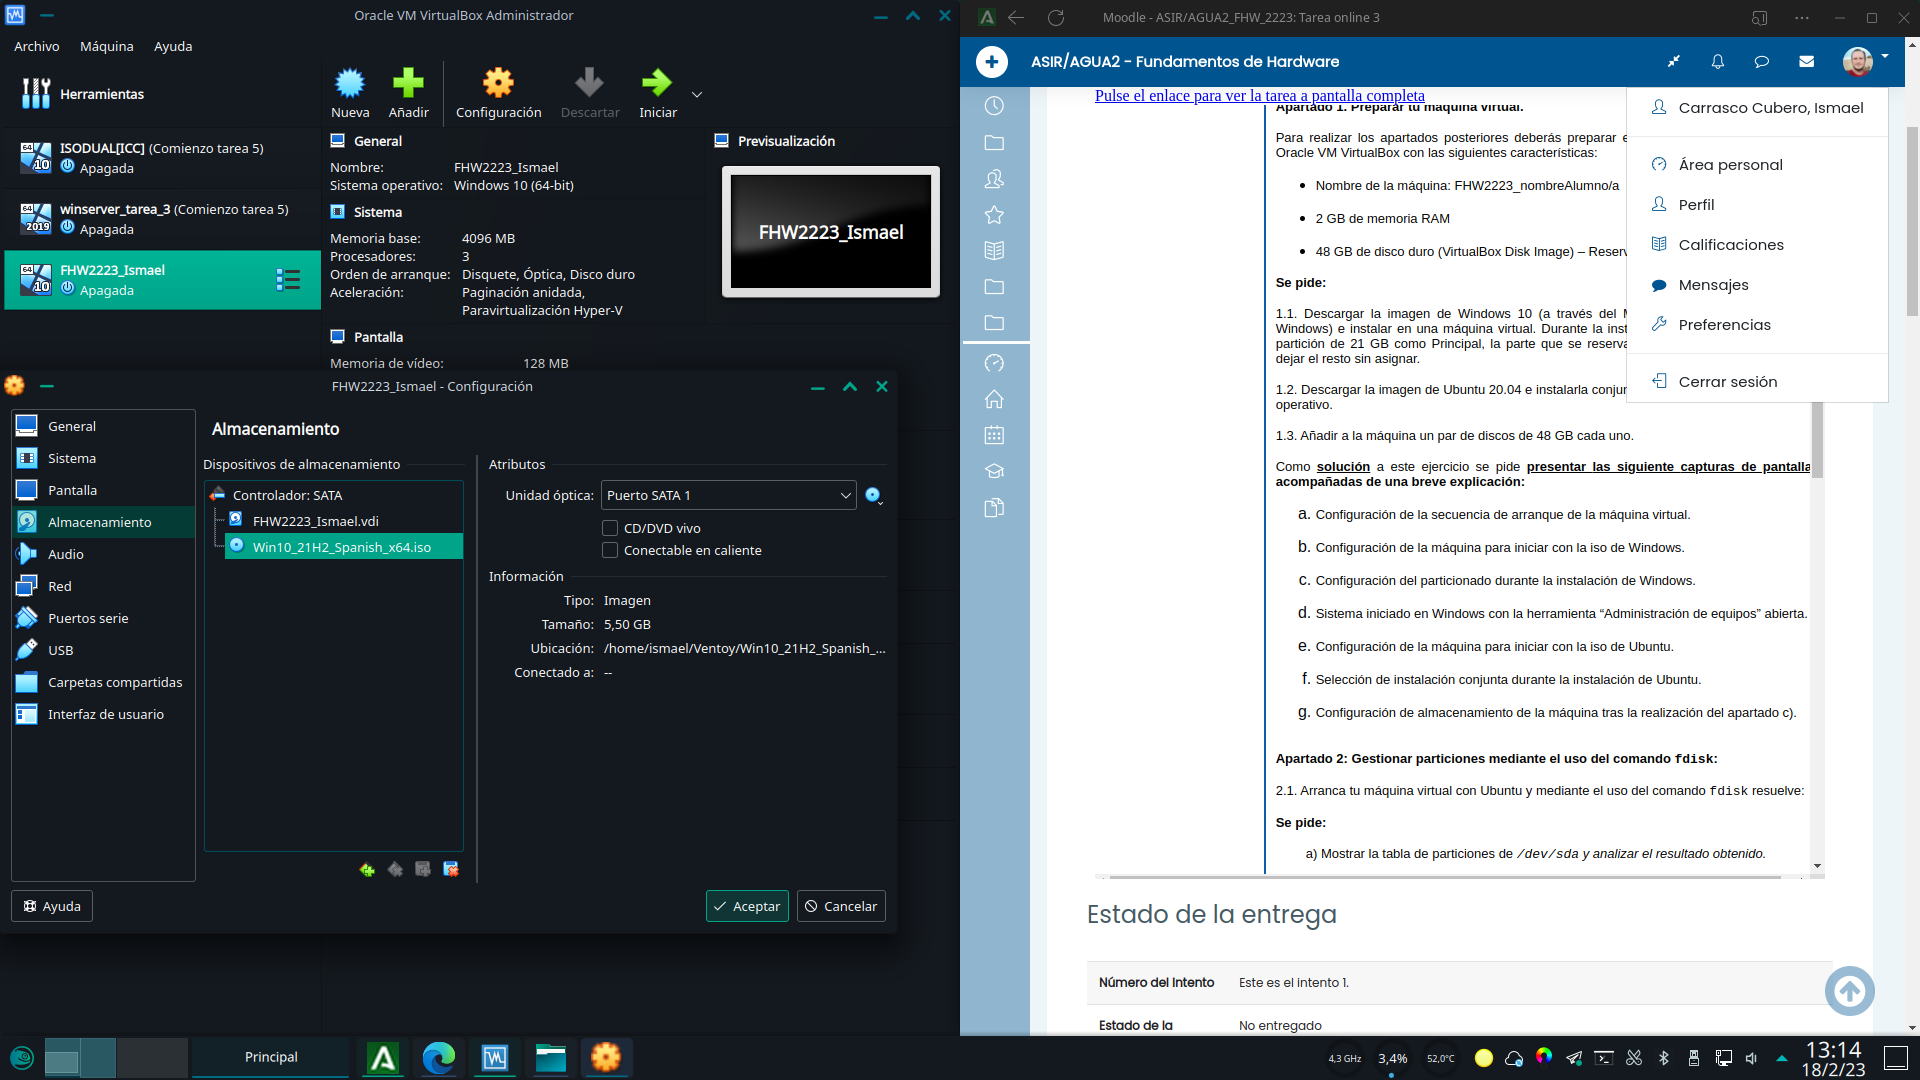 Oracle VM VirtualBox Administrador
Archivo Máquina Ayuda
Herramientas
Nueva Añadir Configuración Descartar Iniciar
ISODUAL[ICC] (Comienzo tarea 5)
Apagada
winserver_tarea_3 (Comienzo tarea 5)
Apagada
FHW2223_Ismael
Apagada
General
Nombre: FHW2223_Ismael
Sistema operativo: Windows 10 (64-bit)
Sistema
Memoria base: 4096 MB
Procesadores: 3
Orden de arranque: Disquete, Óptica, Disco duro
Aceleración: Paginación anidada,
Paravirtualización Hyper-V
Pantalla
Memoria de vídeo: 128 MB
Previsualización
FHW2223_Ismael
FHW2223_Ismael - Configuración
General
Sistema
Pantalla
Almacenamiento
Audio
Red
Puertos serie
USB
Carpetas compartidas
Interfaz de usuario
Almacenamiento
Dispositivos de almacenamiento
Controlador: SATA
FHW2223_Ismael.vdi
Win10_21H2_Spanish_x64.iso
Atributos
Unidad óptica: Puerto SATA 1
CD/DVD vivo
Conectable en caliente
Información
Tipo: Imagen
Tamaño: 5,50 GB
Ubicación: /home/ismael/Ventoy/Win10_21H2_Spanish_...
Conectado a: --
Ayuda
Aceptar
Cancelar
Moodle - ASIR/AGUA2_FHW_2223: Tarea online 3
ASIR/AGUA2 - Fundamentos de Hardware
Pulse el enlace para ver la tarea a pantalla completa
Apartado 1. Preparar tu máquina virtual.
Para realizar los apartados posteriores deberás preparar e
Oracle VM VirtualBox con las siguientes características:
Nombre de la máquina: FHW2223_nombreAlumno/a
2 GB de memoria RAM
48 GB de disco duro (VirtualBox Disk Image) – Reserv
Se pide:
1.1. Descargar la imagen de Windows 10 (a través del M
Windows) e instalar en una máquina virtual. Durante la inst
partición de 21 GB como Principal, la parte que se reserva
dejar el resto sin asignar.
1.2. Descargar la imagen de Ubuntu 20.04 e instalarla conjun
operativo.
1.3. Añadir a la máquina un par de discos de 48 GB cada uno.
Como solución a este ejercicio se pide presentar las siguiente capturas de pantalla
acompañadas de una breve explicación:
a. Configuración de la secuencia de arranque de la máquina virtual.
b. Configuración de la máquina para iniciar con la iso de Windows.
c. Configuración del particionado durante la instalación de Windows.
d. Sistema iniciado en Windows con la herramienta “Administración de equipos” abierta.
e. Configuración de la máquina para iniciar con la iso de Ubuntu.
f. Selección de instalación conjunta durante la instalación de Ubuntu.
g. Configuración de almacenamiento de la máquina tras la realización del apartado c).
Apartado 2: Gestionar particiones mediante el uso del comando fdisk:
2.1. Arranca tu máquina virtual con Ubuntu y mediante el uso del comando fdisk resuelve:
Se pide:
a) Mostrar la tabla de particiones de /dev/sda y analizar el resultado obtenido.
Carrasco Cubero, Ismael
Área personal
Perfil
Calificaciones
Mensajes
Preferencias
Cerrar sesión
Estado de la entrega
Número del Intento Este es el intento 1.
Estado de la No entregado
Principal
4,3 GHz
3,4%
52,0°C
13:14
18/2/23